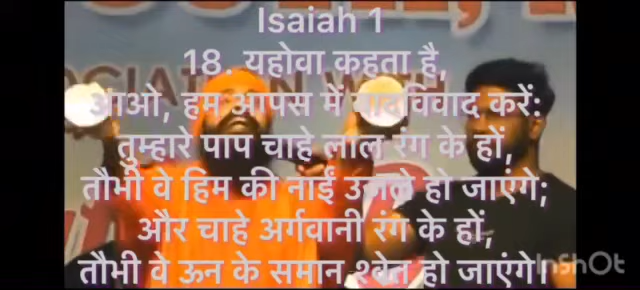 Isaiah 1
18. यहोवा कहता है,
आओ, हम आपस में वादविवाद करें:
तुम्हारे पाप चाहे लाल रंग के हों,
तौभी वे हिम की नाईं उजले हो जाएंगे;
और चाहे अर्गवानी रंग के हों,
तौभी वे ऊन के समान श्वेत हो जाएंगे।
InShOt